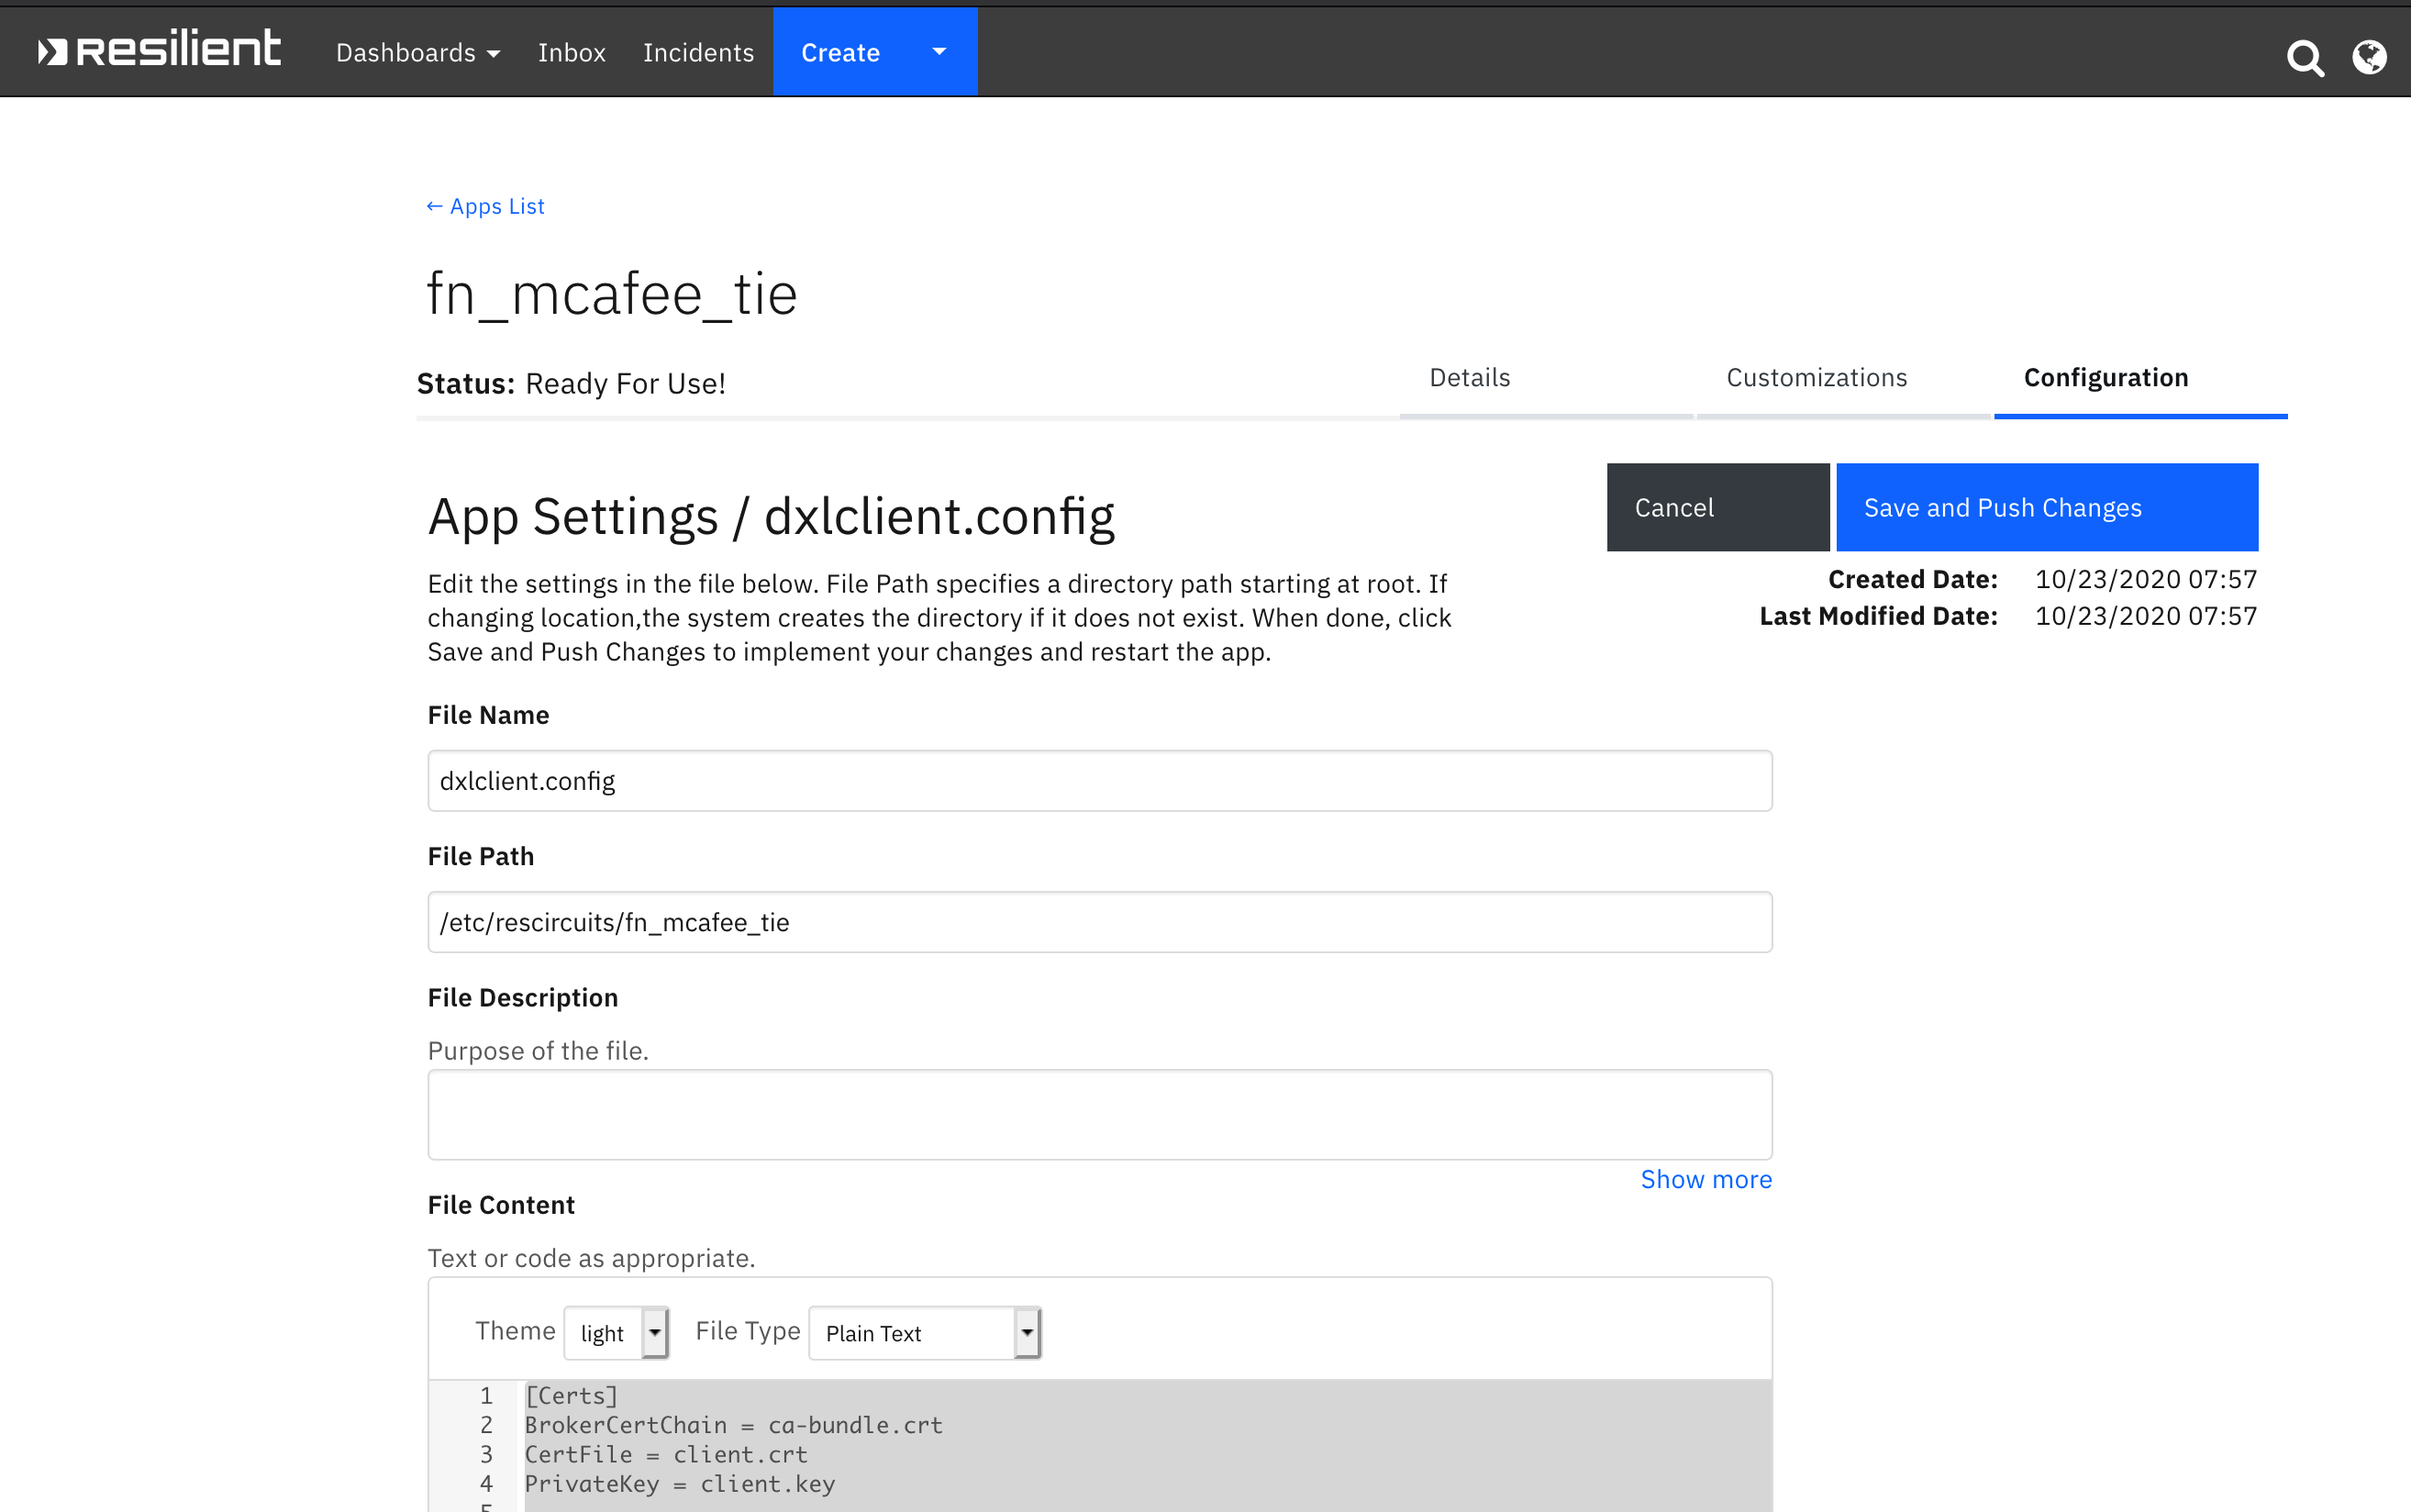 resilient
Dashboards
Inbox
Incidents
Create
← Apps List
fn_mcafee_tie
Status: Ready For Use!
Details
Customizations
Configuration
App Settings / dxlclient.config
Cancel
Save and Push Changes
Edit the settings in the file below. File Path specifies a directory path starting at root. If
changing location,the system creates the directory if it does not exist. When done, click
Save and Push Changes to implement your changes and restart the app.
Created Date: 10/23/2020 07:57
Last Modified Date: 10/23/2020 07:57
File Name
dxlclient.config
File Path
/etc/rescircuits/fn_mcafee_tie
File Description
Purpose of the file.
Show more
File Content
Text or code as appropriate.
Theme light File Type Plain Text
1 [Certs]
2 BrokerCertChain = ca-bundle.crt
3 CertFile = client.crt
4 PrivateKey = client.key
5